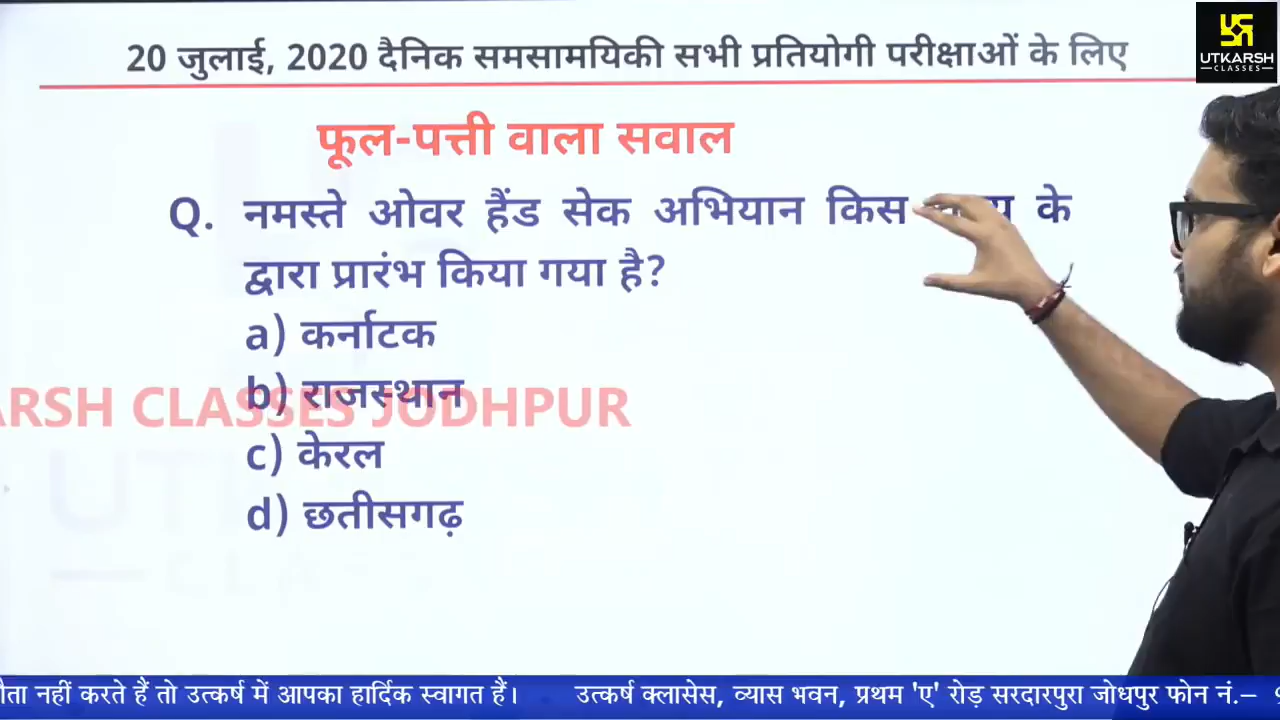 20 जुलाई, 2020 दैनिक समसामयिकी सभी प्रतियोगी परीक्षाओं के लिए
UTKARSH
CLASSES
फूल-पत्ती वाला सवाल
Q. नमस्ते ओवर हैंड सेक अभियान किस के
द्वारा प्रारंभ किया गया है?
a) कर्नाटक
b) राजस्थान
ARSH CLASSES JODHPUR
c) केरल
d) छतीसगढ़
नहीं करते हैं तो उत्कर्ष में आपका हार्दिक स्वागत हैं। उत्कर्ष क्लासेस, व्यास भवन, प्रथम 'ए' रोड़ सरदारपुरा जोधपुर फोन नं.–